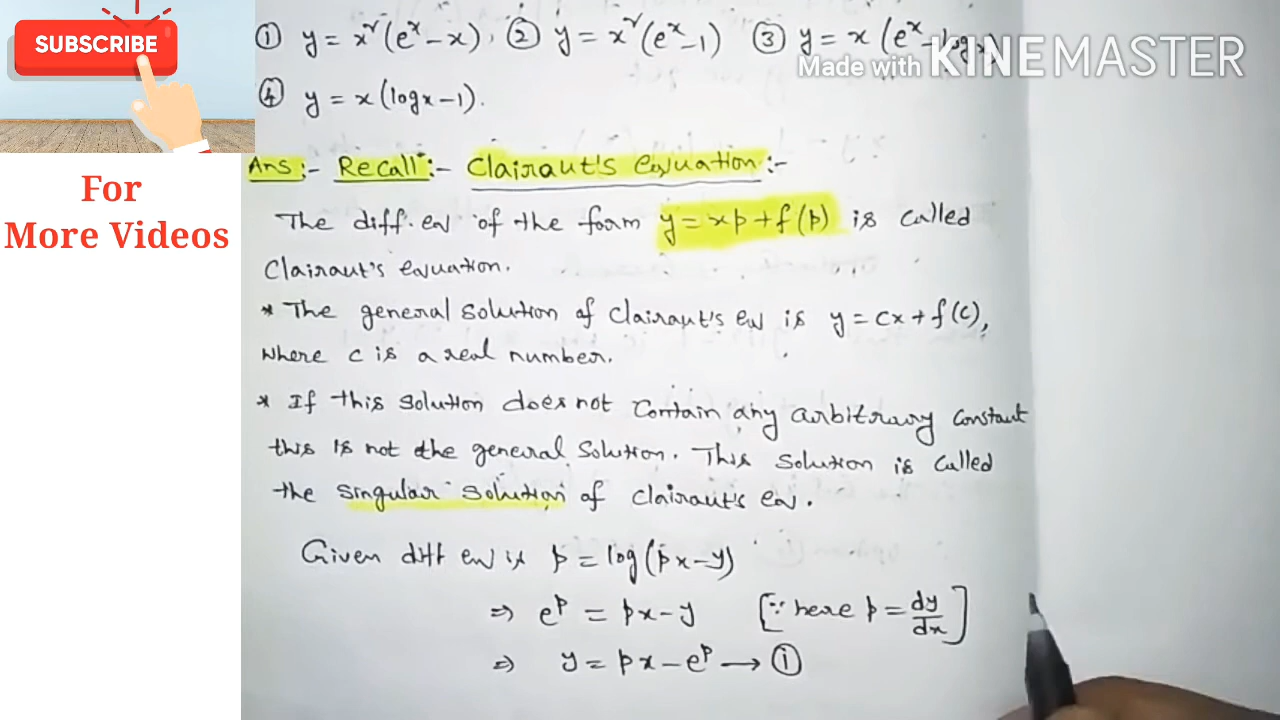 SUBSCRIBE
For
More Videos
① y = x²(eˣ − x), ② y = x²(eˣ − 1) ③ y = x (eˣ − log x)
Made with KINEMASTER
④ y = x(log x − 1).
Ans :- Recall :- Clairaut's equation :-
The diff. eq of the form y = xp + f(p) is called
Clairaut's equation.
* The general solution of Clairaut's eq is y = cx + f(c),
where c is a real number.
* If this solution does not contain any arbitrary constant
this is not the general solution. This solution is called
the singular solution of Clairaut's eq.
Given diff eq is p = log(px − y)
⇒ eᵖ = px − y [∵ here p = dy/dx]
⇒ y = px − eᵖ → ①